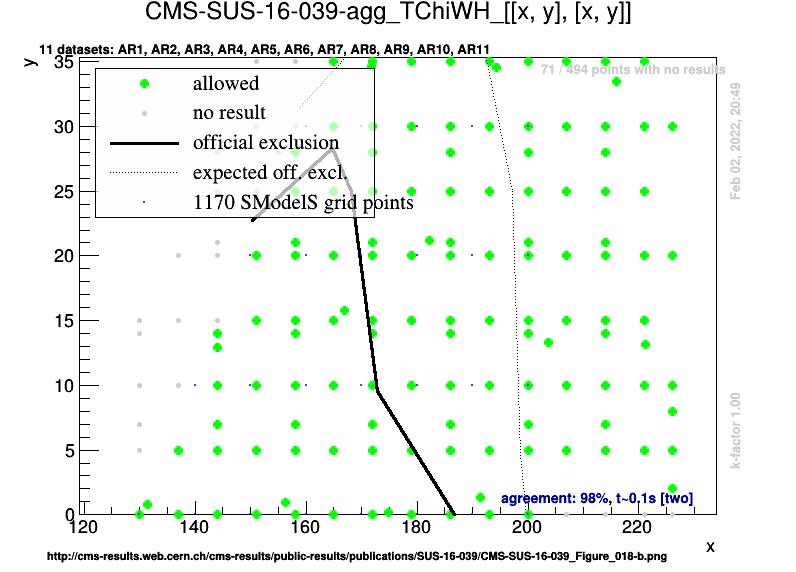 CMS-SUS-16-039-agg_TChiWH_[[x, y], [x, y]]
11 datasets: AR1, AR2, AR3, AR4, AR5, AR6, AR7, AR8, AR9, AR10, AR11
y
71 / 494 points with no results
allowed
no result
official exclusion
expected off. excl.
1170 SModelS grid points
Feb 02, 2022, 20:49
k-factor 1.00
35
30
25
20
15
10
5
0
agreement: 98%, t~0.1s [two]
120 140 160 180 200 220
x
http://cms-results.web.cern.ch/cms-results/public-results/publications/SUS-16-039/CMS-SUS-16-039_Figure_018-b.png